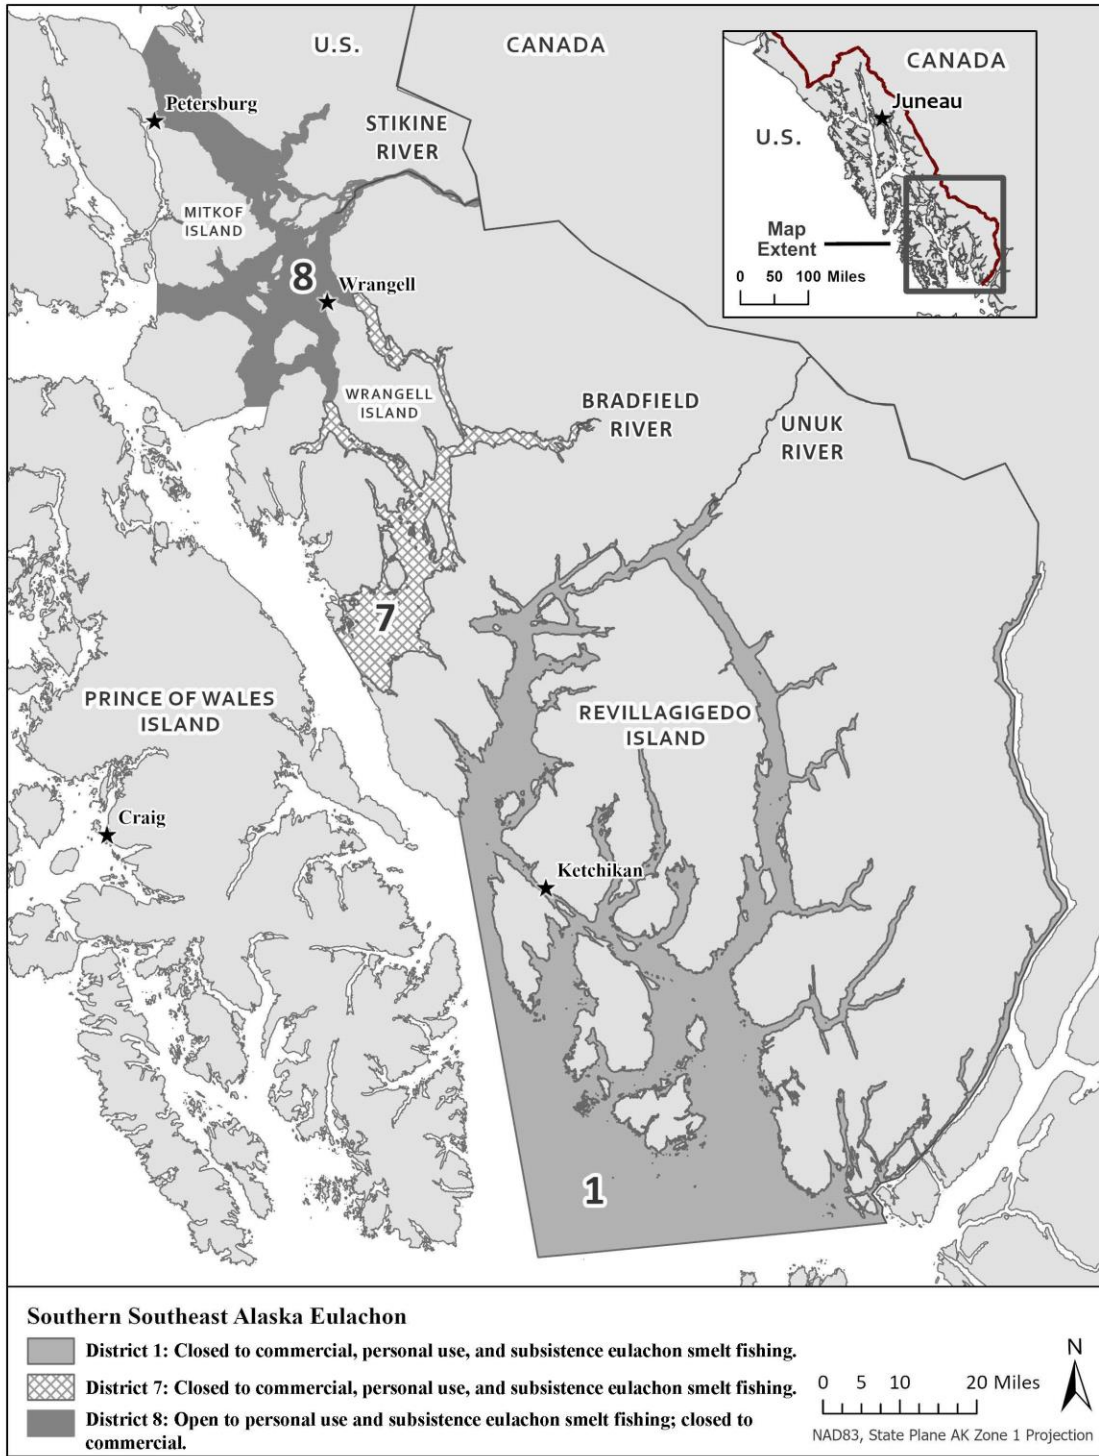 U.S.
CANADA
CANADA
Juneau
U.S.
Map
Extent
0 50 100 Miles
Petersburg
STIKINE
RIVER
MITKOF
ISLAND
8
Wrangell
WRANGELL
ISLAND
BRADFIELD
RIVER
UNUK
RIVER
7
PRINCE OF WALES
ISLAND
REVILLAGIGEDO
ISLAND
Craig
Ketchikan
1
Southern Southeast Alaska Eulachon
District 1: Closed to commercial, personal use, and subsistence eulachon smelt fishing.
District 7: Closed to commercial, personal use, and subsistence eulachon smelt fishing.
District 8: Open to personal use and subsistence eulachon smelt fishing; closed to
commercial.
N
0 5 10 20 Miles
NAD83, State Plane AK Zone 1 Projection